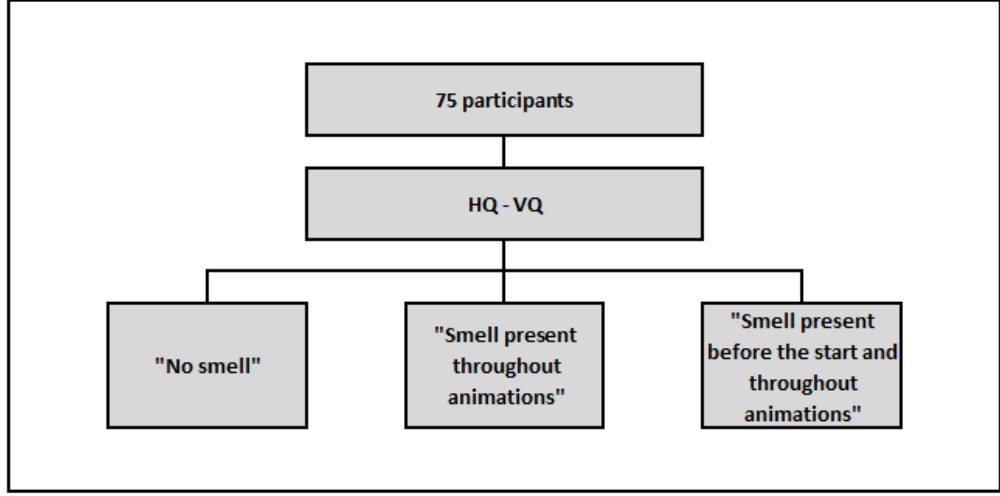 75 participants
HQ - VQ
"No smell"
"Smell present
throughout
animations"
"Smell present
before the start and
throughout
animations"